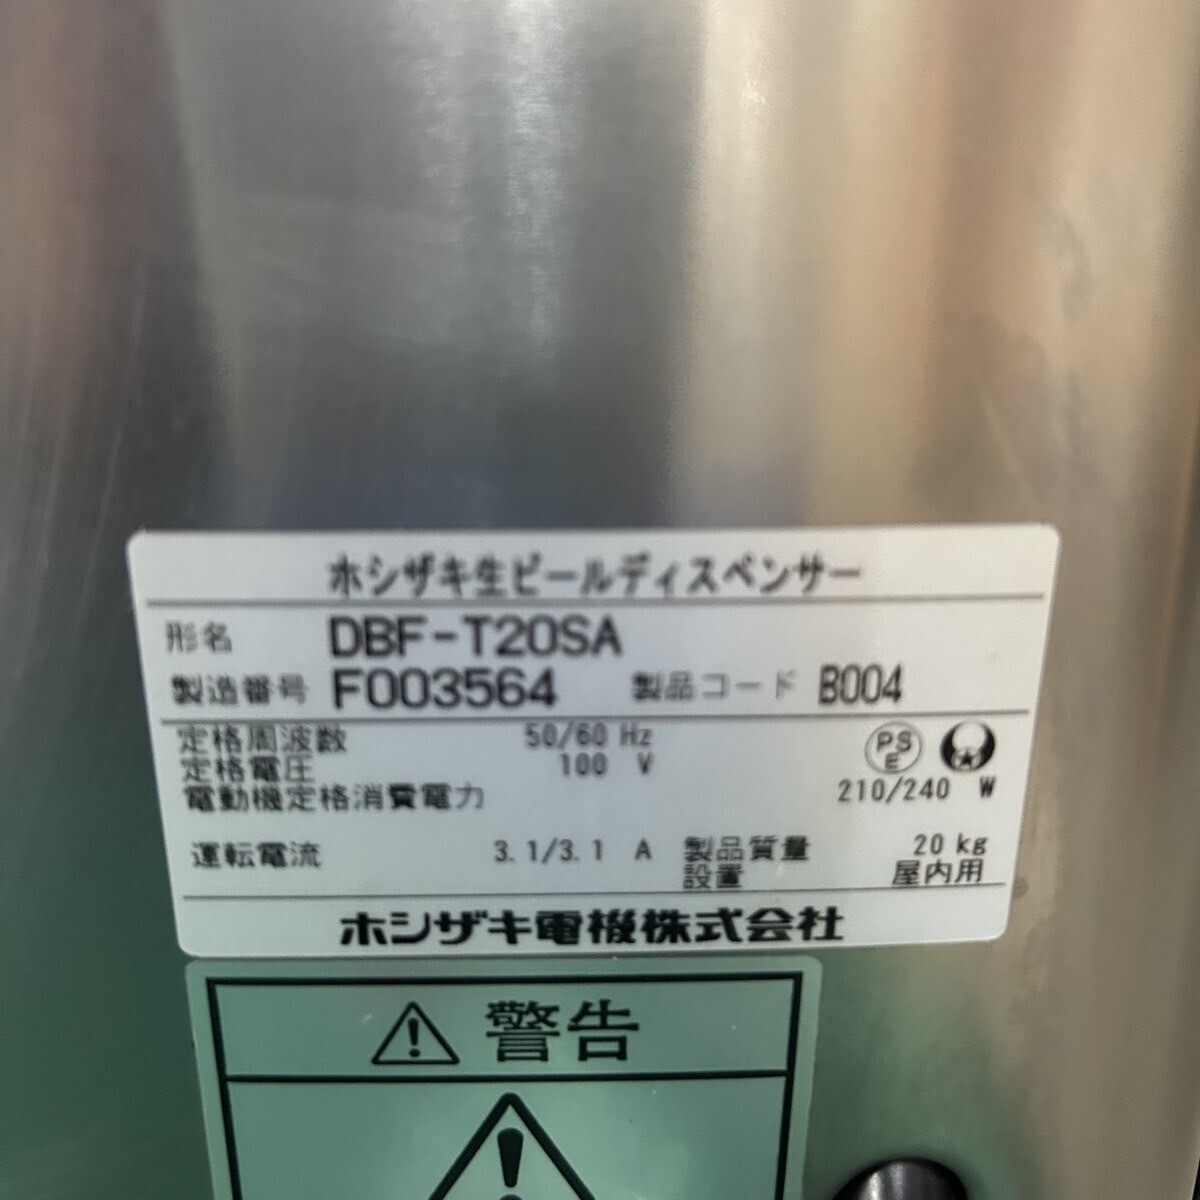 ホシザキ生ビールディスペンサー
形名 DBF-T20SA
製造番号 F003564 製品コード B004
定格周波数 50/60 Hz
定格電圧 100 V
PS
E
電動機定格消費電力 210/240 W
運転電流 3.1/3.1 A 製品質量 20 kg
設置 屋内用
ホシザキ電機株式会社
警告